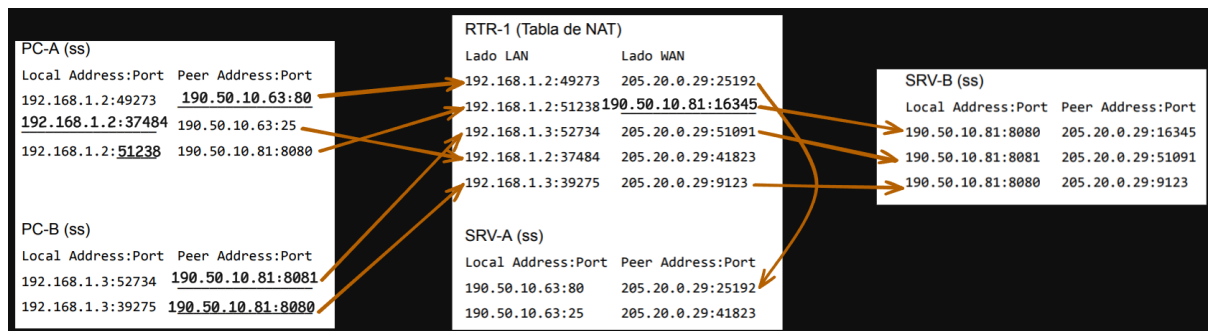 PC-A (ss)
Local Address:Port Peer Address:Port
192.168.1.2:49273 190.50.10.63:80
192.168.1.2:37484 190.50.10.63:25
192.168.1.2:51238 190.50.10.81:8080
PC-B (ss)
Local Address:Port Peer Address:Port
192.168.1.3:52734 190.50.10.81:8081
192.168.1.3:39275 190.50.10.81:8080
RTR-1 (Tabla de NAT)
Lado LAN Lado WAN
192.168.1.2:49273 205.20.0.29:25192
192.168.1.2:51238 190.50.10.81:16345
192.168.1.3:52734 205.20.0.29:51091
192.168.1.2:37484 205.20.0.29:41823
192.168.1.3:39275 205.20.0.29:9123
SRV-A (ss)
Local Address:Port Peer Address:Port
190.50.10.63:80 205.20.0.29:25192
190.50.10.63:25 205.20.0.29:41823
SRV-B (ss)
Local Address:Port Peer Address:Port
190.50.10.81:8080 205.20.0.29:16345
190.50.10.81:8081 205.20.0.29:51091
190.50.10.81:8080 205.20.0.29:9123